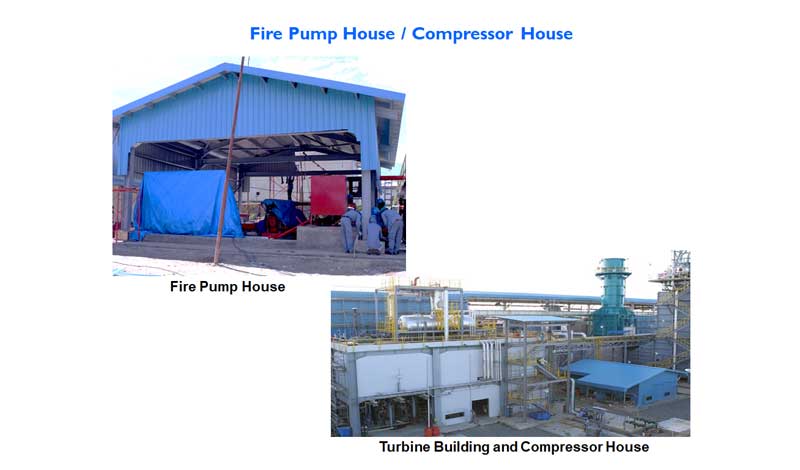 Fire Pump House / Compressor House
Fire Pump House
Turbine Building and Compressor House